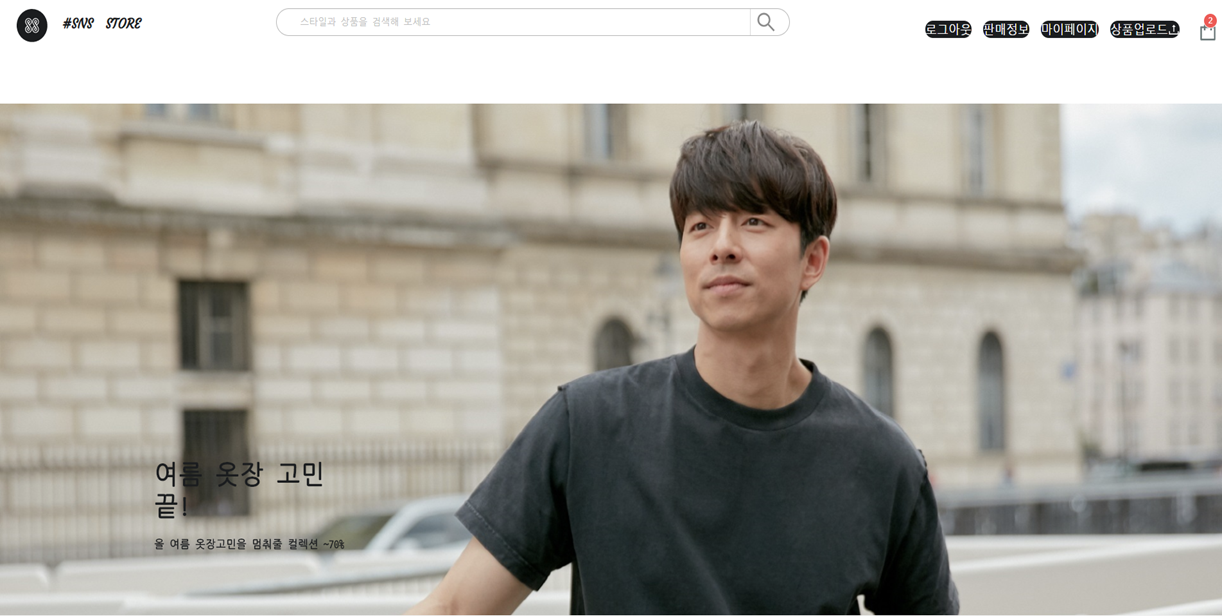 #SNS STORE
스타일과 상품을 검색해 보세요
로그아웃 판매정보 마이페이지 상품업로드
2
여름 옷장 고민
끝!
올 여름 옷장고민을 멈춰줄 컬렉션 ~70%